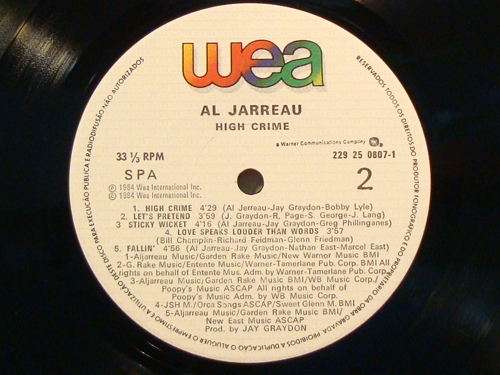 wea
AL JARREAU
HIGH CRIME
a Warner Communications Company
33 1/3 RPM
229 25 0807-1
SPA
2
Ⓟ 1984 Wea International Inc.
© 1984 Wea International Inc.
1. HIGH CRIME 4'29 (Al Jerreau-Jay Graydon-Bobby Lyle)
2. LET'S PRETEND 3'59 (J. Graydon-R, Page-S. George-J. Lang)
3 STICKY WICKET 4'16 (Al Jarreau-Jay Graydon-Greg Phillinganes)
4. LOVE SPEAKS LOUDER THAN WORDS 3'57
(Bill Champlin-Richard Feidman-Glenn Friedman)
5. FALLIN' 4'56 (Al Jarreau-Jay Graydon-Nathan East-Marcel East)
1-Aljarreau Music/Garden Rake Music/New Warnor Music BMI
2-G. Rake Music/Entente Music/Warner-Tamerlane Pub. Corp. BMI All
rights on behalf of Entente Mus. Adm. by Warner-Tamerlane Pub. Corp.
3-Aljarreau Music/Garden Rake Music/BMI/WB Music Corp./
Poopy's Music ASCAP All rights on behalf of
Poopy's Music Adm. by WB Music Corp.
4-JSH M./Orca Songs ASCAP/Sweet Glenn M. BMI
5-Aljarreau Music/Garden Rake Music/BMI/
New East Music ASCAP
Prod. by JAY GRAYDON
RESERVADOS TODOS OS DIREITOS DO PRODUTOR FONOGRÁFICO E DO PROPRIETÁRIO DA OBRA GRAVADA
PROIBIDOS A DUPLICAÇÃO O EMPRÉSTIMO E A UTILIZAÇÃO DESTE DISCO PARA EXECUÇÃO PÚBLICA E RADIODIFUSÃO NÃO AUTORIZADOS